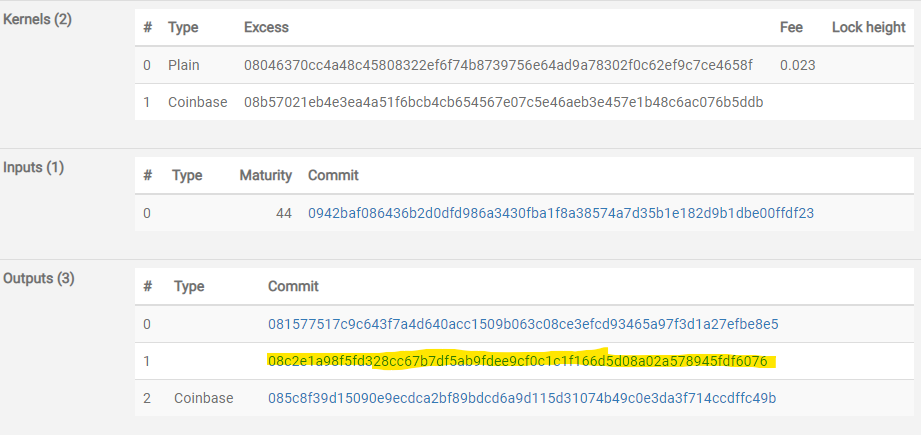 Kernels (2)
# Type Excess Fee Lock height
0 Plain 08046370cc4a48c45808322ef6f74b8739756e64ad9a78302f0c62ef9c7ce4658f 0.023
1 Coinbase 08b57021eb4e3ea4a51f6bcb4cb654567e07c5e46aeb3e457e1b48c6ac076b5ddb
Inputs (1)
# Type Maturity Commit
0 44 0942baf086436b2d0dfd986a3430fba1f8a38574a7d35b1e182d9b1dbe00ffdf23
Outputs (3)
# Type Commit
0 081577517c9c643f7a4d640acc1509b063c08ce3efcd93465a97f3d1a27efbe8e5
1 08c2e1a98f5fd328cc67b7df5ab9fdee9cf0c1c1f166d5d08a02a578945fdf6076
2 Coinbase 085c8f39d15090e9ecdca2bf89bdcd6a9d115d31074b49c0e3da3f714ccdffc49b